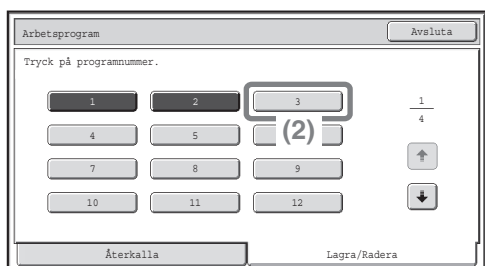 Arbetsprogram Avsluta
Tryck på programnummer.
1 2 3
1
4
4 5 (2)
7 8 9
10 11 12
Återkalla Lagra/Radera